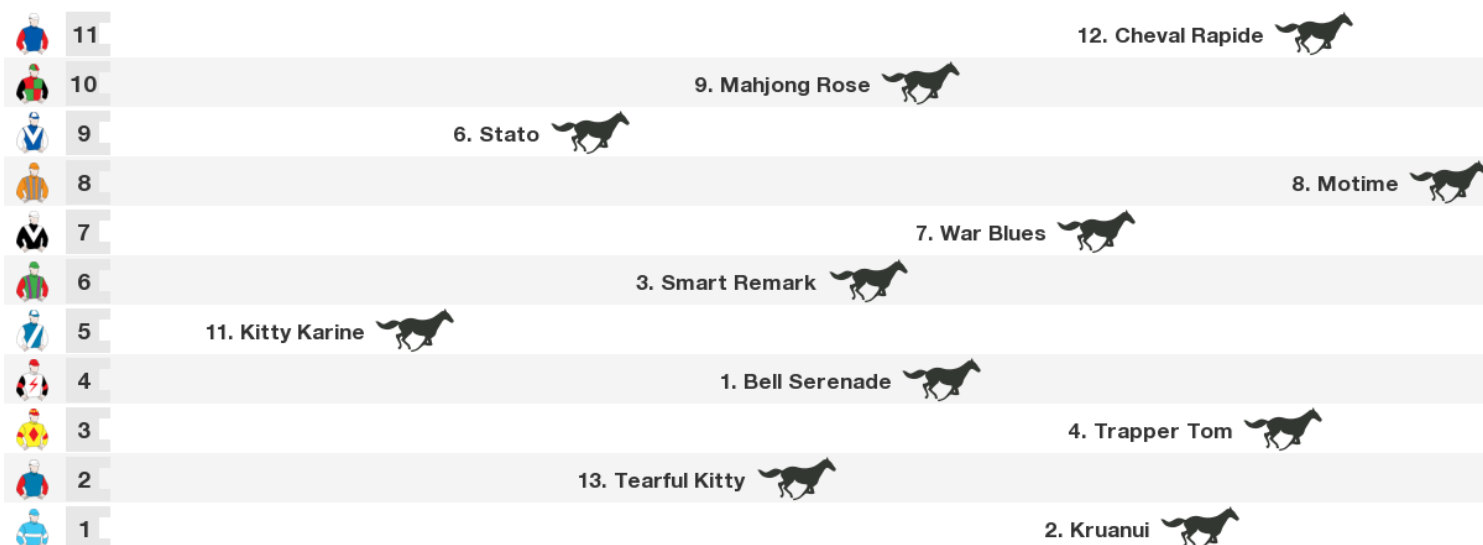 11 12. Cheval Rapide
10 9. Mahjong Rose
9 6. Stato
8 8. Motime
7 7. War Blues
6 3. Smart Remark
5 11. Kitty Karine
4 1. Bell Serenade
3 4. Trapper Tom
2 13. Tearful Kitty
1 2. Kruanui